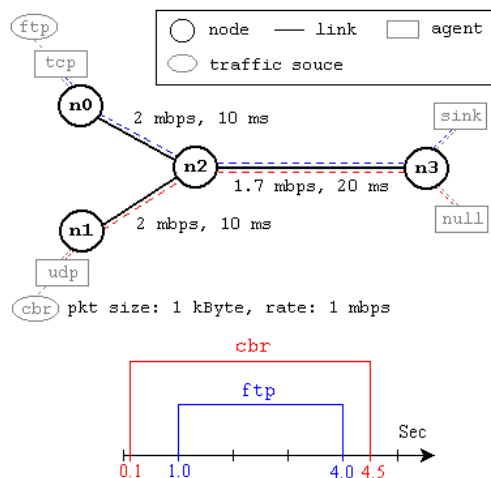 ftp
tcp
node
link
agent
traffic souce
n0
2 mbps, 10 ms
sink
n2
n3
1.7 mbps, 20 ms
n1
2 mbps, 10 ms
null
udp
cbr
pkt size: 1 kByte, rate: 1 mbps
cbr
ftp
Sec
0.1
1.0
4.0
4.5